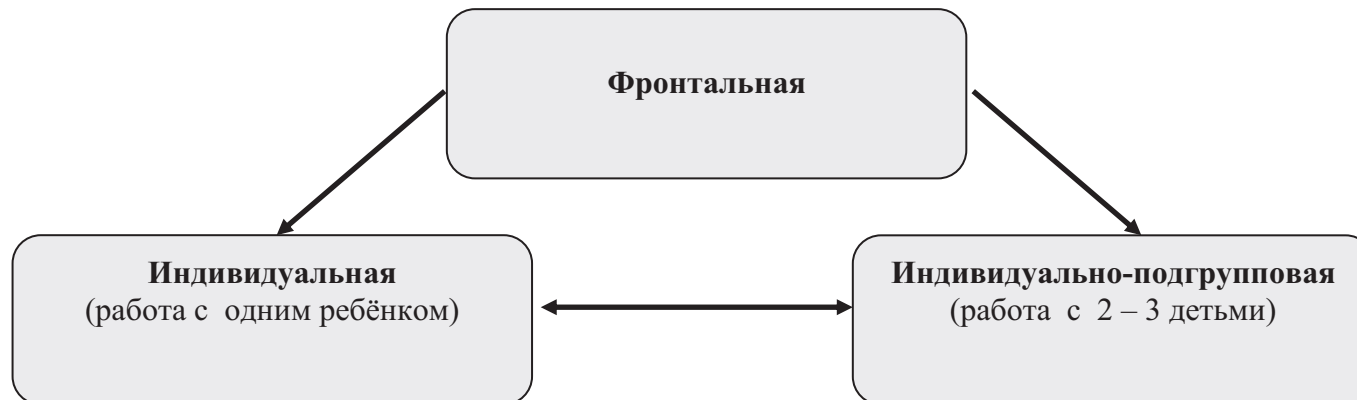 Фронтальная
Индивидуальная
(работа с одним ребёнком)
Индивидуально-подгрупповая
(работа с 2 – 3 детьми)